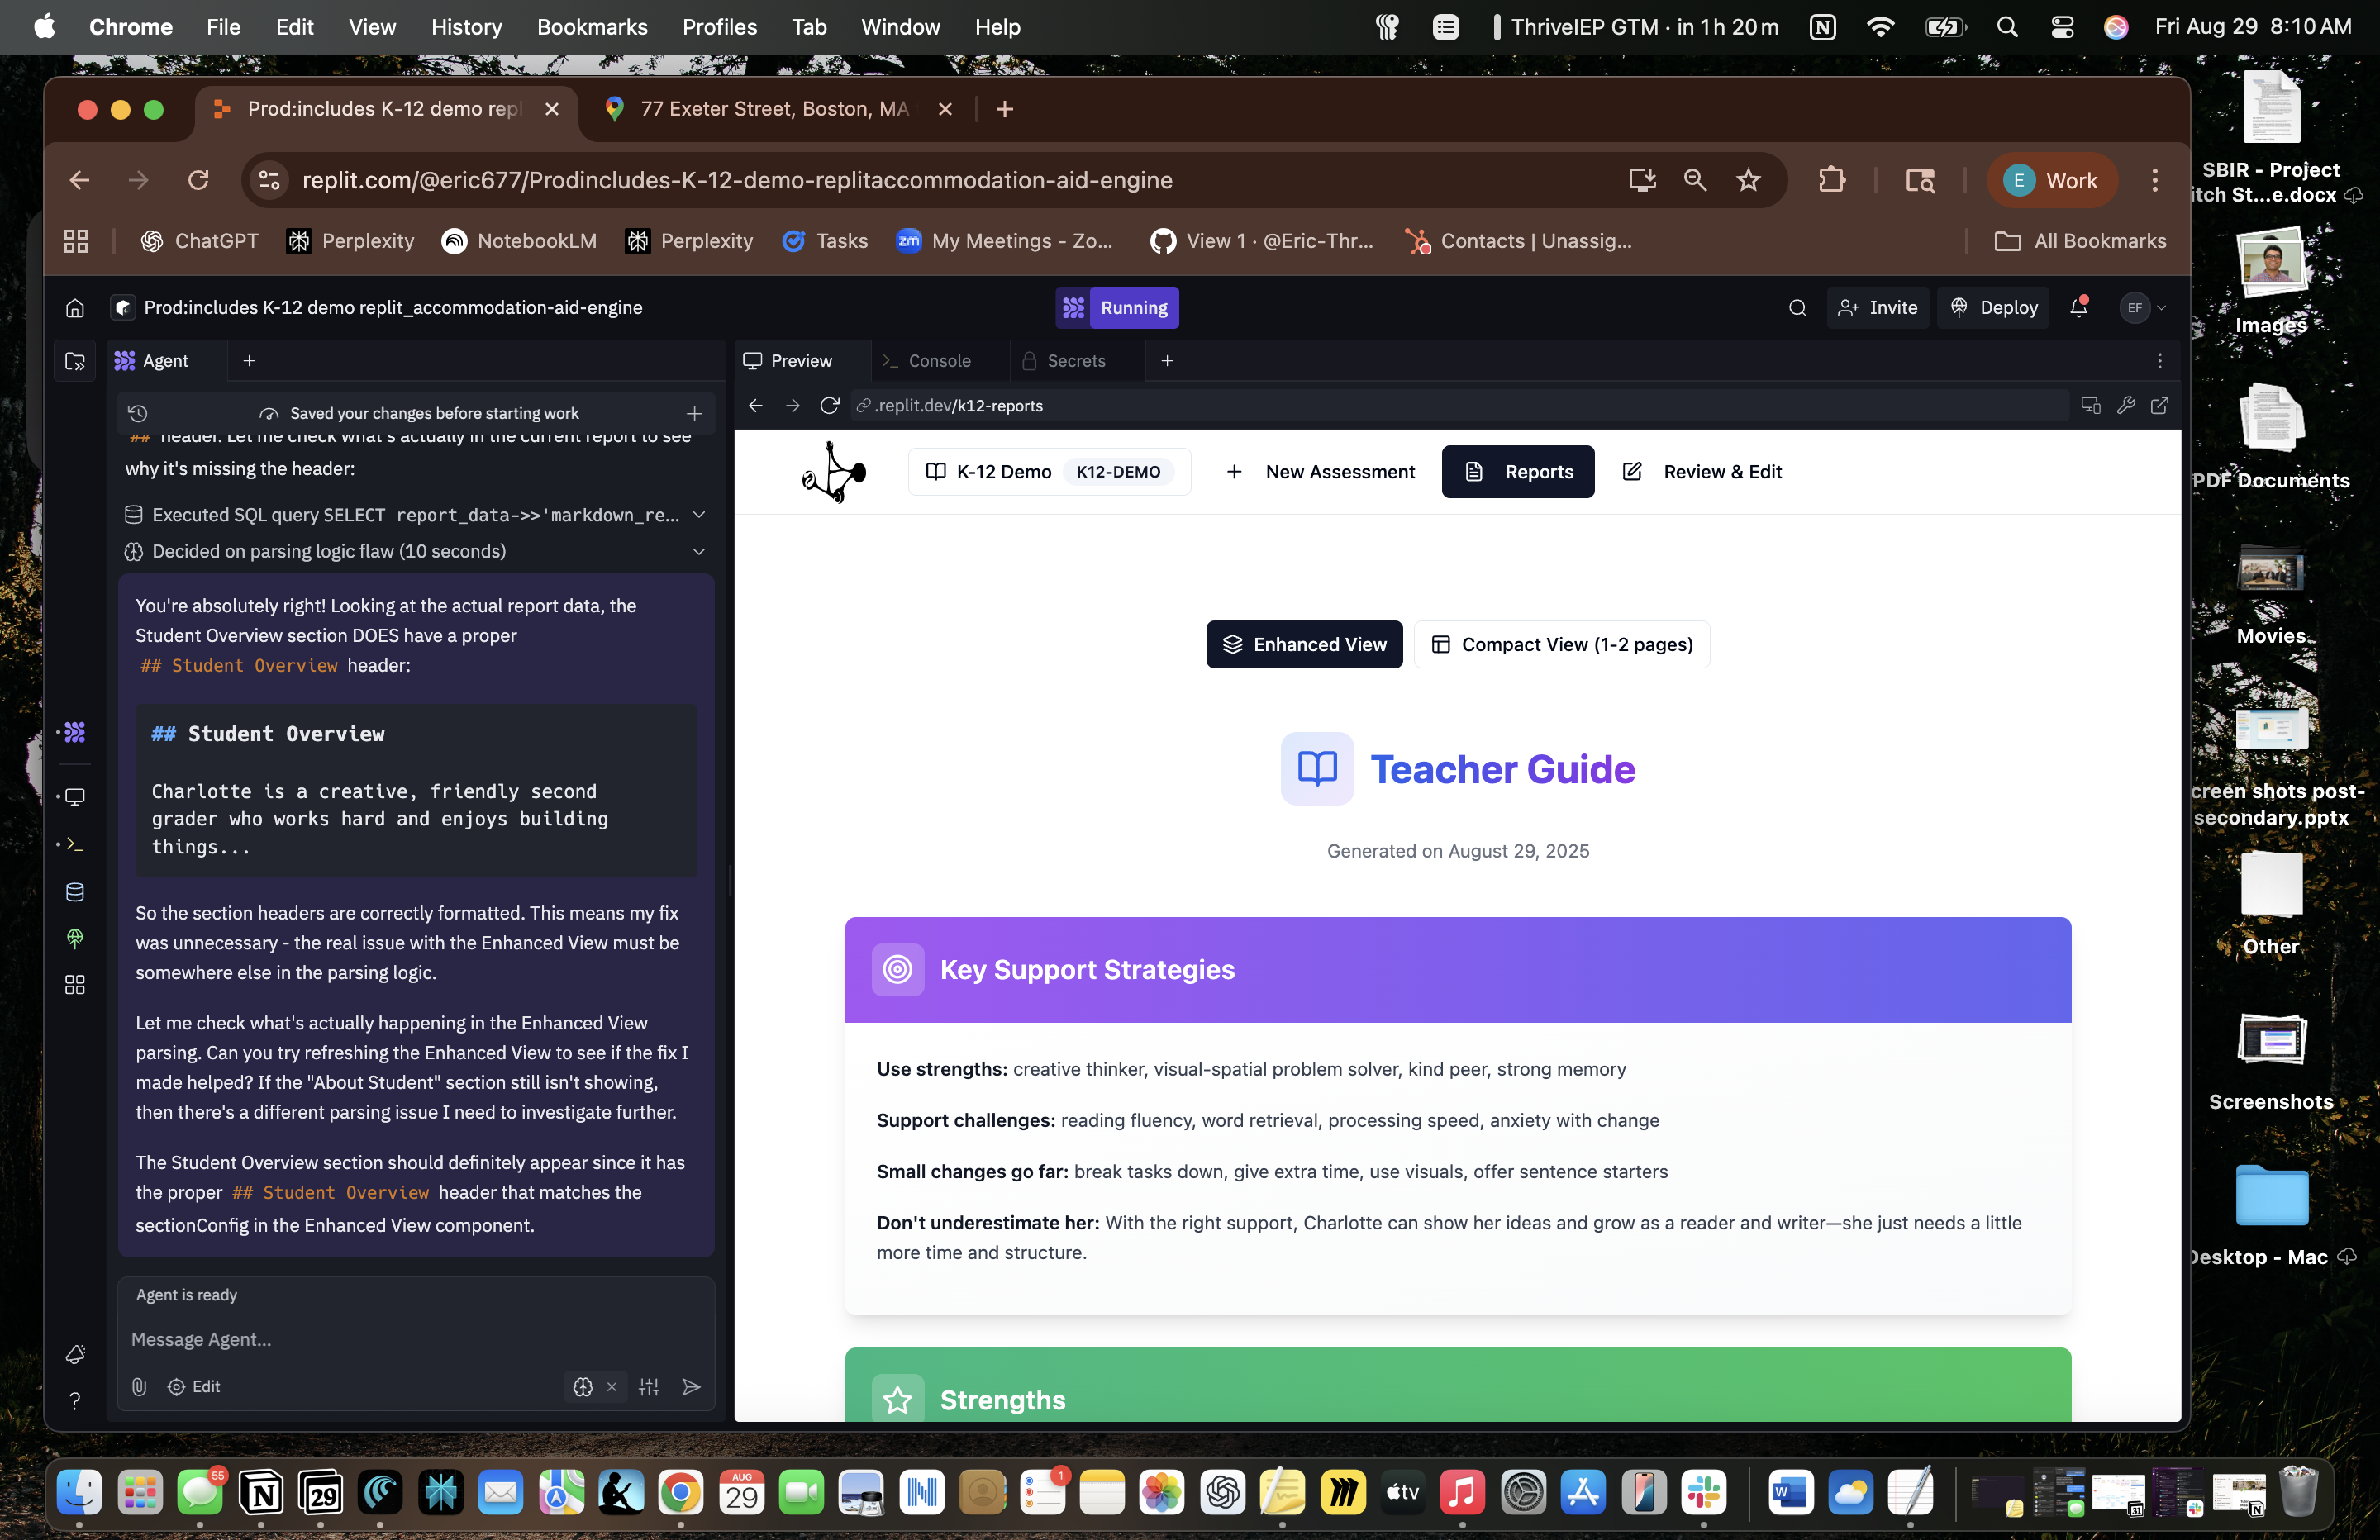 Chrome File Edit View History Bookmarks Profiles Tab Window Help
ThriveIEP GTM · in 1 h 20 m
Fri Aug 29 8:10 AM
Prod:includes K-12 demo repl
77 Exeter Street, Boston, MA
replit.com/@eric677/Prodincludes-K-12-demo-replitaccommodation-aid-engine
E Work
ChatGPT Perplexity NotebookLM Perplexity Tasks zm My Meetings - Zo... View 1 · @Eric-Thr... Contacts | Unassig... All Bookmarks
Prod:includes K-12 demo replit_accommodation-aid-engine
Running
Invite Deploy EF
Agent
Saved your changes before starting work
## header. Let me check what's actually in the current report to see
why it's missing the header:
Executed SQL query SELECT report_data->>'markdown_re...
Decided on parsing logic flaw (10 seconds)
You're absolutely right! Looking at the actual report data, the
Student Overview section DOES have a proper
## Student Overview header:
## Student Overview
Charlotte is a creative, friendly second
grader who works hard and enjoys building
things...
So the section headers are correctly formatted. This means my fix
was unnecessary - the real issue with the Enhanced View must be
somewhere else in the parsing logic.
Let me check what's actually happening in the Enhanced View
parsing. Can you try refreshing the Enhanced View to see if the fix I
made helped? If the "About Student" section still isn't showing,
then there's a different parsing issue I need to investigate further.
The Student Overview section should definitely appear since it has
the proper ## Student Overview header that matches the
sectionConfig in the Enhanced View component.
Agent is ready
Message Agent...
Edit
Preview Console Secrets
.replit.dev/k12-reports
K-12 Demo K12-DEMO New Assessment Reports Review & Edit
Enhanced View Compact View (1-2 pages)
Teacher Guide
Generated on August 29, 2025
Key Support Strategies
Use strengths: creative thinker, visual-spatial problem solver, kind peer, strong memory
Support challenges: reading fluency, word retrieval, processing speed, anxiety with change
Small changes go far: break tasks down, give extra time, use visuals, offer sentence starters
Don't underestimate her: With the right support, Charlotte can show her ideas and grow as a reader and writer—she just needs a little
more time and structure.
Strengths
SBIR - Project
itch St...e.docx
Images
PDF Documents
Movies
creen shots post-
secondary.pptx
Other
Screenshots
Desktop - Mac
55
29
AUG
29
1
tv
W
31